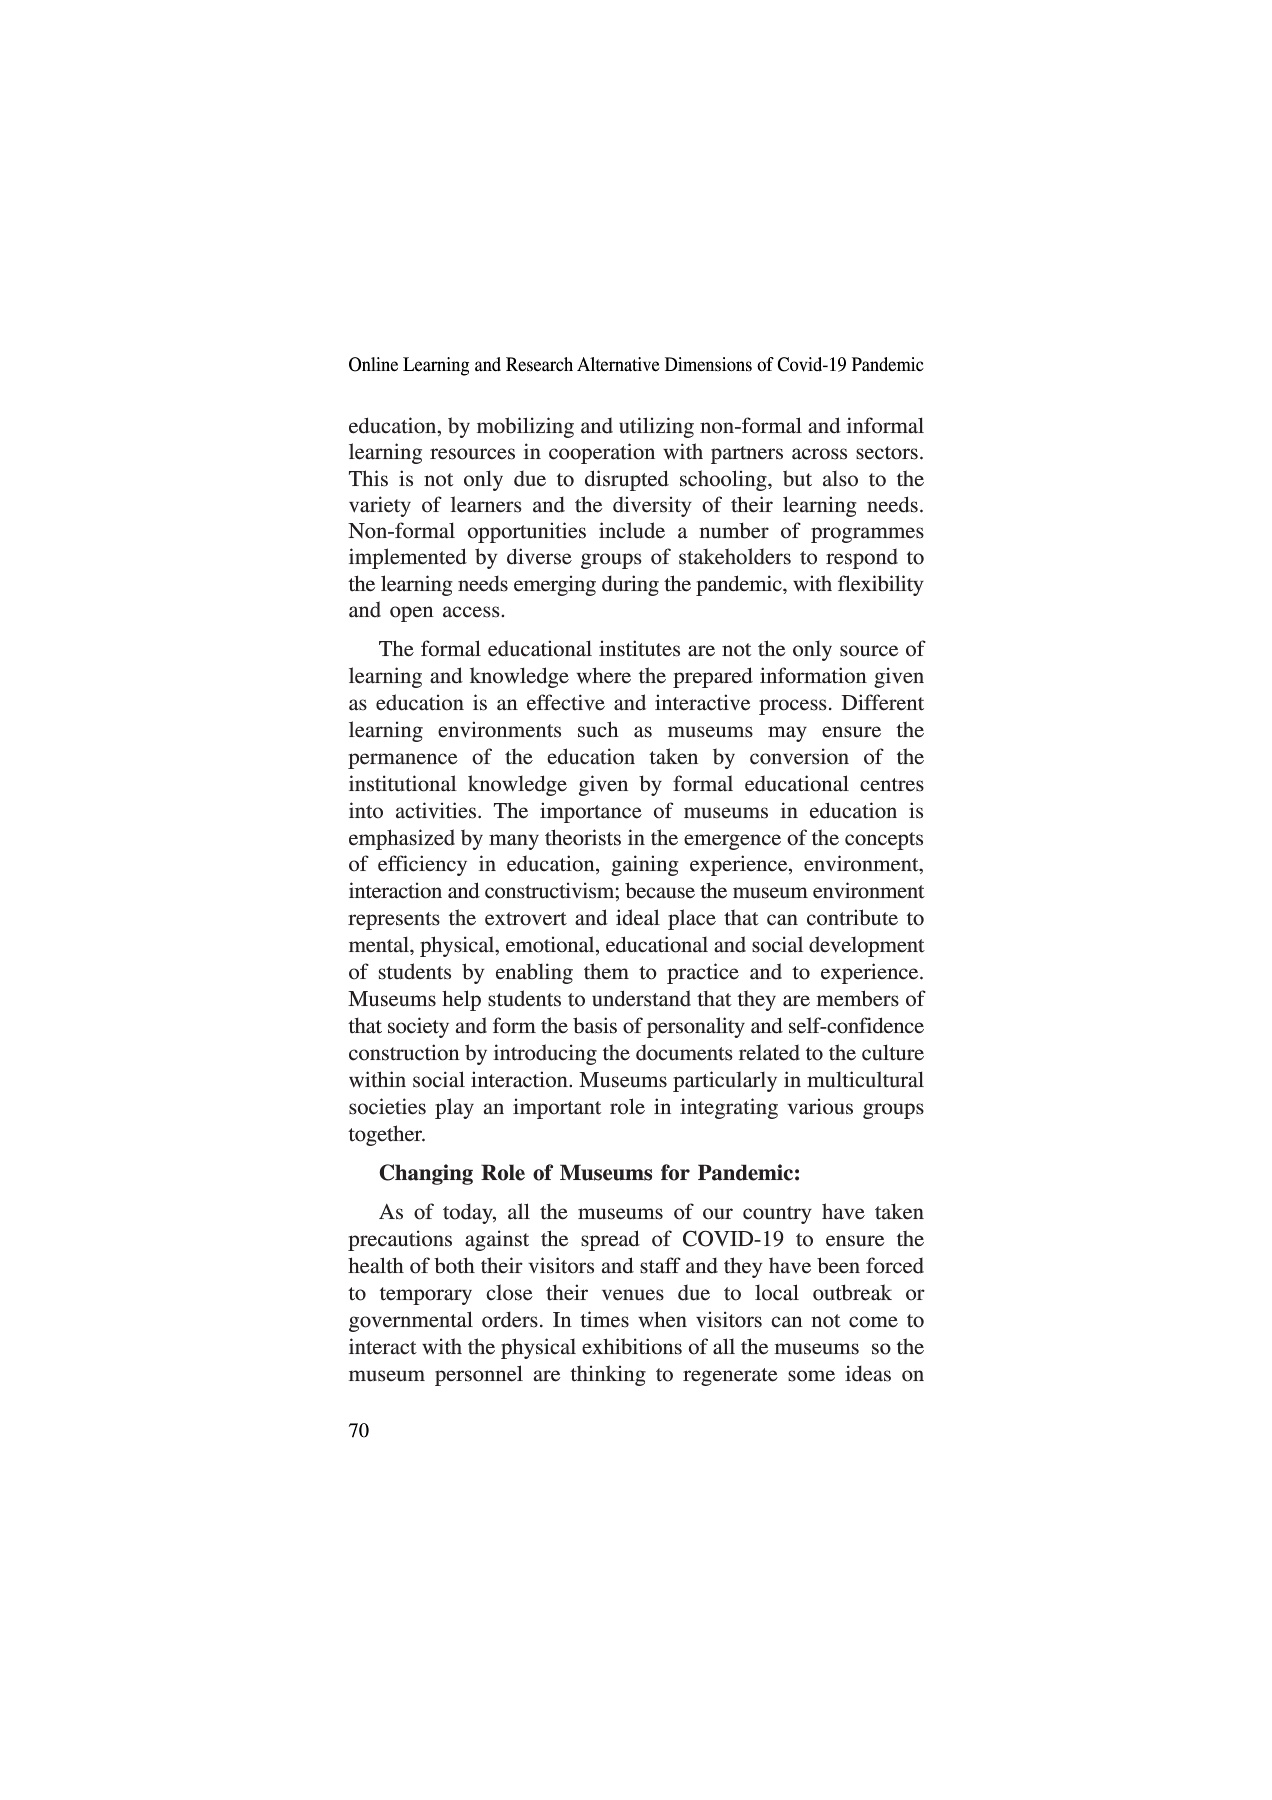 Online Learning and Research Alternative Dimensions of Covid-19 Pandemic
education, by mobilizing and utilizing non-formal and informal
learning resources in cooperation with partners across sectors.
This is not only due to disrupted schooling, but also to the
variety of learners and the diversity of their learning needs.
Non-formal opportunities include a number of programmes
implemented by diverse groups of stakeholders to respond to
the learning needs emerging during the pandemic, with flexibility
and open access.
The formal educational institutes are not the only source of
learning and knowledge where the prepared information given
as education is an effective and interactive process. Different
learning environments such as museums may ensure the
permanence of the education taken by conversion of the
institutional knowledge given by formal educational centres
into activities. The importance of museums in education is
emphasized by many theorists in the emergence of the concepts
of efficiency in education, gaining experience, environment,
interaction and constructivism; because the museum environment
represents the extrovert and ideal place that can contribute to
mental, physical, emotional, educational and social development
of students by enabling them to practice and to experience.
Museums help students to understand that they are members of
that society and form the basis of personality and self-confidence
construction by introducing the documents related to the culture
within social interaction. Museums particularly in multicultural
societies play an important role in integrating various groups
together.
Changing Role of Museums for Pandemic:
As of today, all the museums of our country have taken
precautions against the spread of COVID-19 to ensure the
health of both their visitors and staff and they have been forced
to temporary close their venues due to local outbreak or
governmental orders. In times when visitors can not come to
interact with the physical exhibitions of all the museums so the
museum personnel are thinking to regenerate some ideas on
70